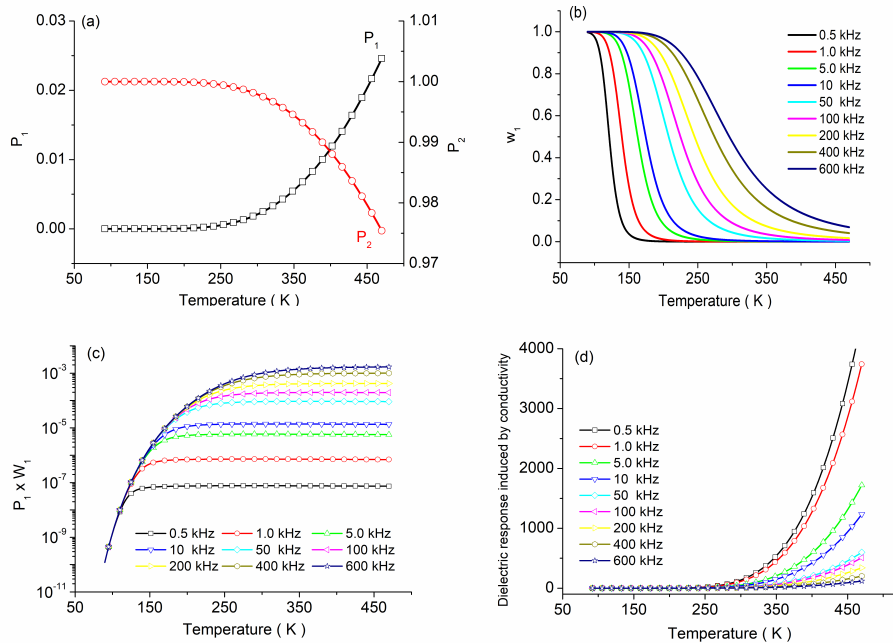 (a)
0.03
0.02
0.01
0.00
P1
1.01
1.00
0.99
0.98
0.97
P2
P1
P2
50 150 250 350 450
Temperature ( K )
(b)
1.0
0.8
0.6
0.4
0.2
0.0
w1
0.5 kHz
1.0 kHz
5.0 kHz
10 kHz
50 kHz
100 kHz
200 kHz
400 kHz
600 kHz
50 150 250 350 450
Temperature ( K )
(c)
10-3
10-5
10-7
10-9
10-11
P1 x W1
0.5 kHz 1.0 kHz 5.0 kHz
10 kHz 50 kHz 100 kHz
200 kHz 400 kHz 600 kHz
50 150 250 350 450
Temperature ( K )
(d)
4000
3000
2000
1000
0
Dielectric response induced by conductivity
0.5 kHz
1.0 kHz
5.0 kHz
10 kHz
50 kHz
100 kHz
200 kHz
400 kHz
600 kHz
50 150 250 350 450
Temperature ( K )